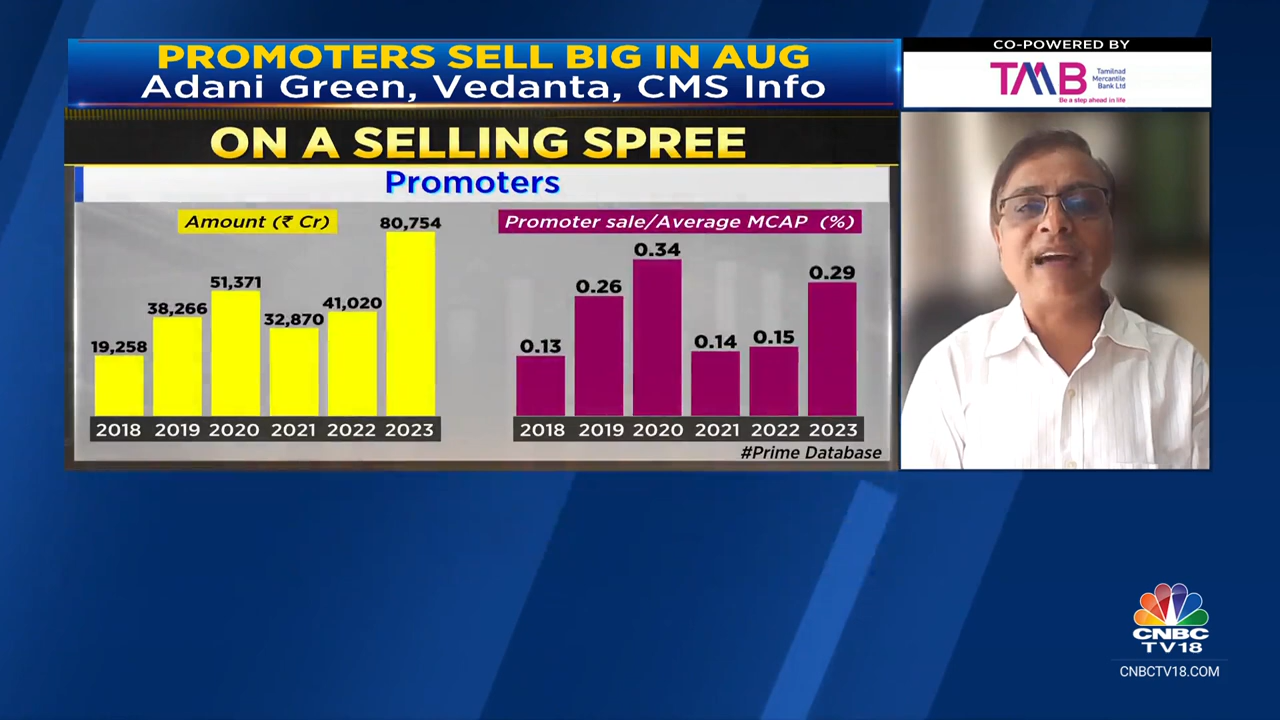 PROMOTERS SELL BIG IN AUG
Adani Green, Vedanta, CMS Info
CO-POWERED BY
TMB
Tamilnad
Mercantile
Bank Ltd
Be a step ahead in life
ON A SELLING SPREE
Promoters
Amount (₹ Cr)
19,258
38,266
51,371
32,870
41,020
80,754
2018 2019 2020 2021 2022 2023
Promoter sale/Average MCAP (%)
0.13
0.26
0.34
0.14
0.15
0.29
2018 2019 2020 2021 2022 2023
#Prime Database
CNBC
TV18
CNBCTV18.COM